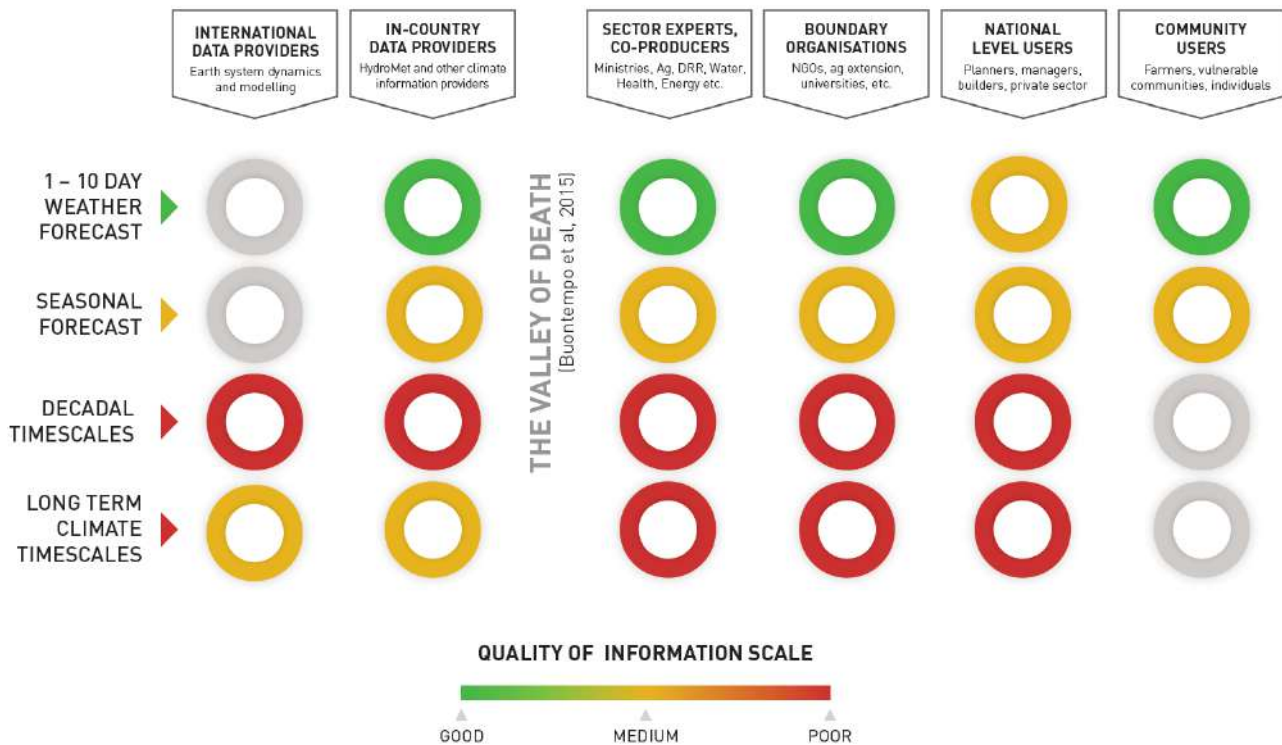 INTERNATIONAL
DATA PROVIDERS
Earth system dynamics
and modelling
IN-COUNTRY
DATA PROVIDERS
HydroMet and other climate
information providers
SECTOR EXPERTS,
CO-PRODUCERS
Ministries, Ag, DRR, Water,
Health, Energy etc.
BOUNDARY
ORGANISATIONS
NGOs, ag extension,
universities, etc.
NATIONAL
LEVEL USERS
Planners, managers,
builders, private sector
COMMUNITY
USERS
Farmers, vulnerable
communities, individuals
1 – 10 DAY
WEATHER
FORECAST
SEASONAL
FORECAST
DECADAL
TIMESCALES
LONG TERM
CLIMATE
TIMESCALES
THE VALLEY OF DEATH
(Buontempo et al, 2015)
QUALITY OF INFORMATION SCALE
GOOD
MEDIUM
POOR